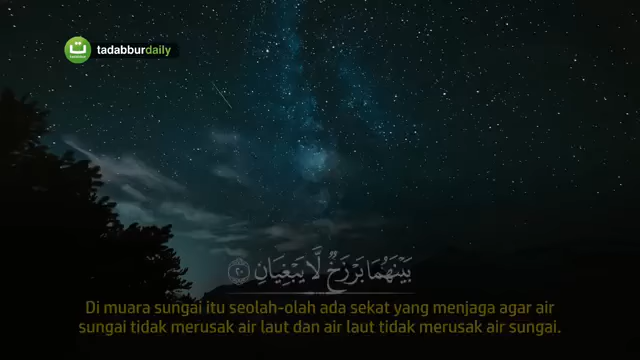 tadabburdaily
بَيْنَهُمَا بَرْزَخٌ لَّا يَبْغِيَانِ ٢٠
Di muara sungai itu seolah-olah ada sekat yang menjaga agar air
sungai tidak merusak air laut dan air laut tidak merusak air sungai.